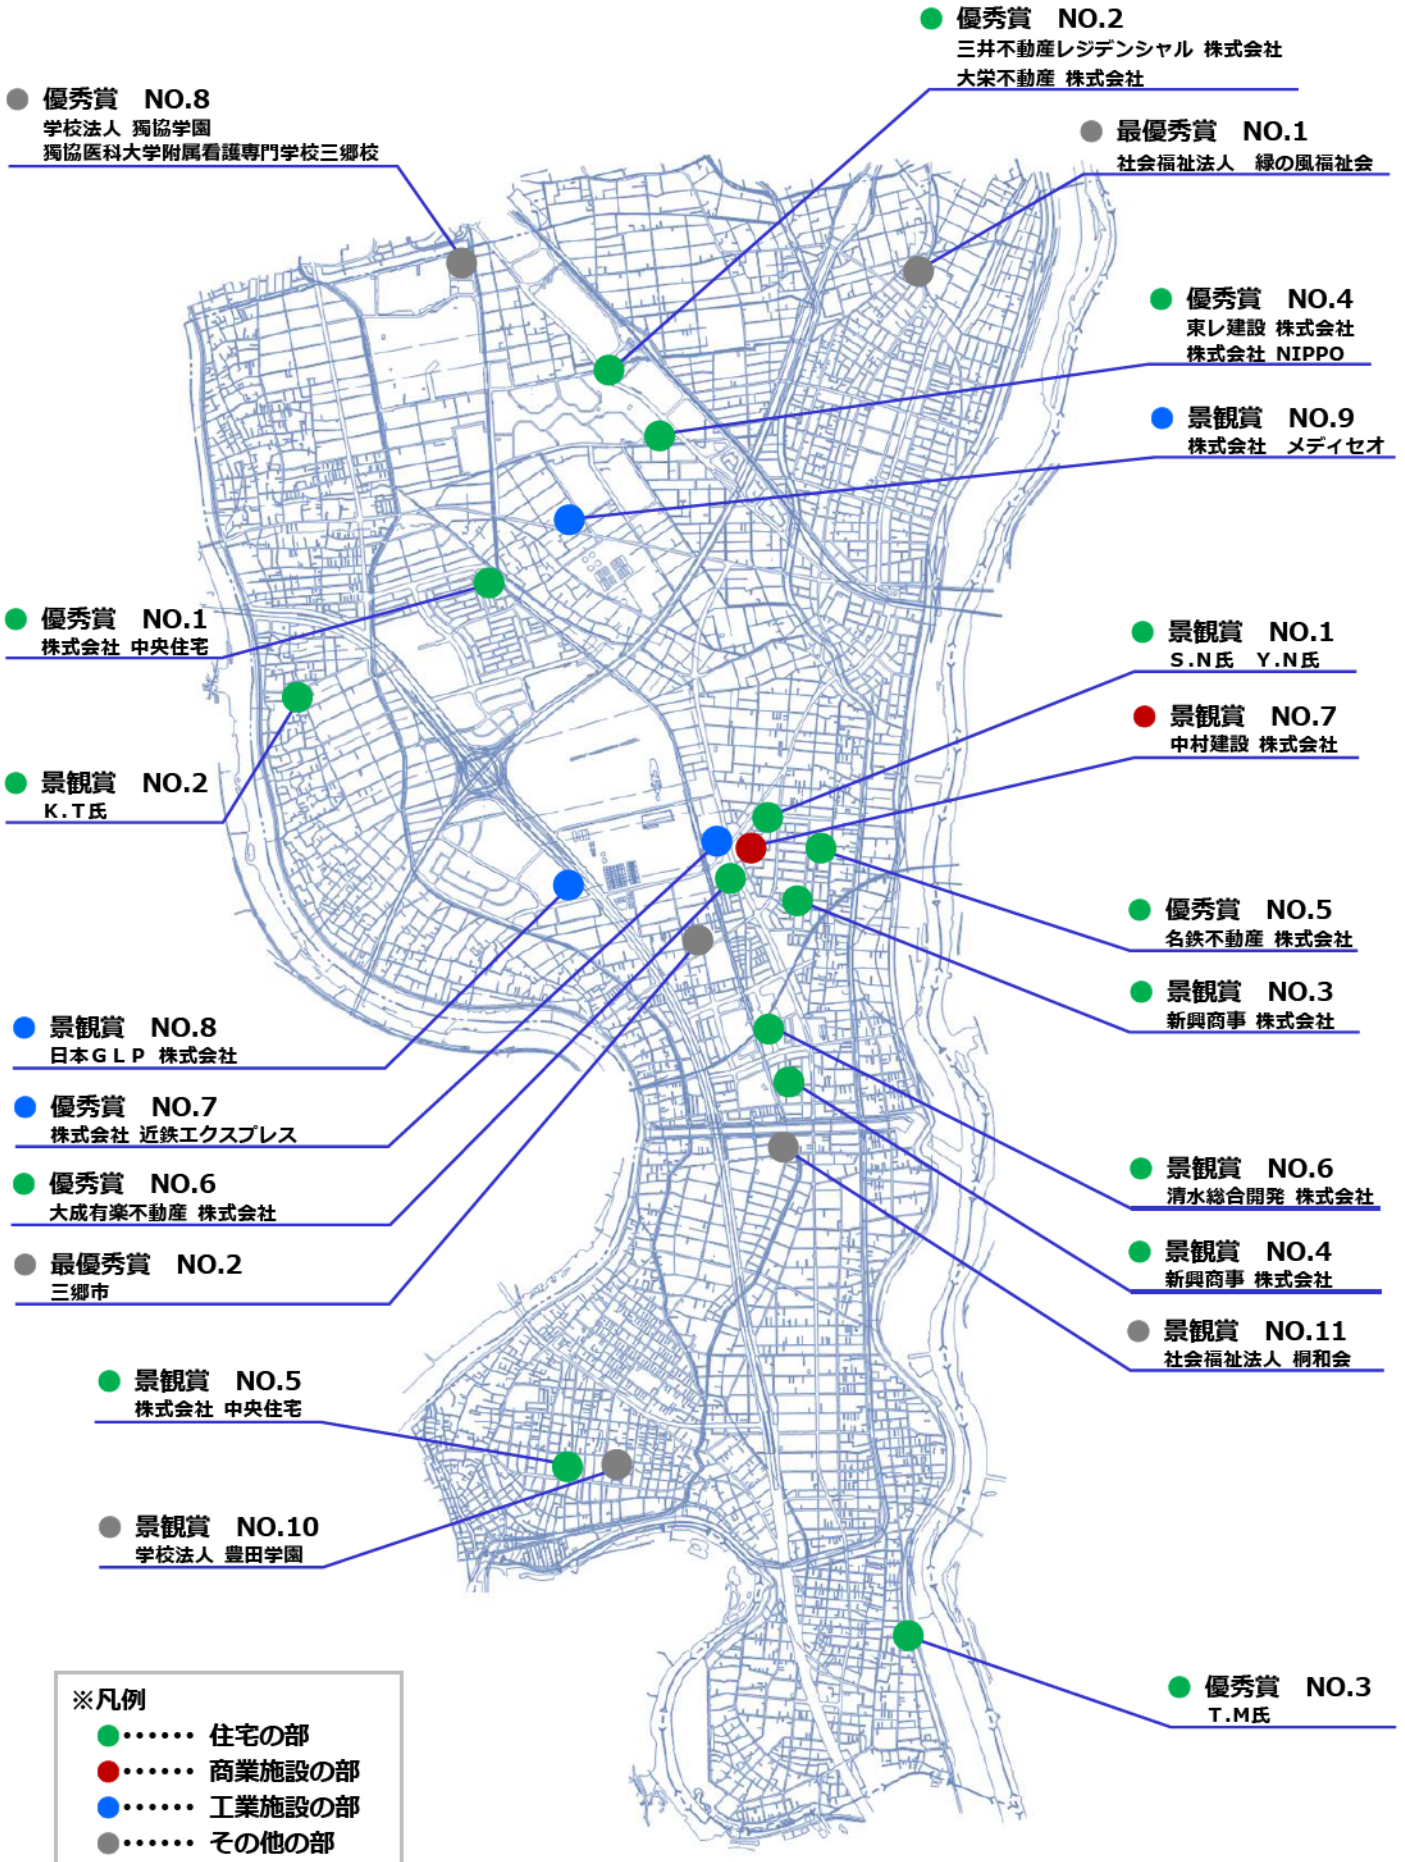 優秀賞　NO.2
三井不動産レジデンシャル 株式会社
大栄不動産 株式会社
優秀賞　NO.8
学校法人 獨協学園
獨協医科大学附属看護専門学校三郷校
最優秀賞　NO.1
社会福祉法人　緑の風福祉会
優秀賞　NO.4
東レ建設 株式会社
株式会社 NIPPO
景観賞　NO.9
株式会社　メディセオ
優秀賞　NO.1
株式会社 中央住宅
景観賞　NO.1
S.N氏　Y.N氏
景観賞　NO.7
中村建設 株式会社
景観賞　NO.2
K.T氏
優秀賞　NO.5
名鉄不動産 株式会社
景観賞　NO.3
新興商事 株式会社
景観賞　NO.8
日本GLP 株式会社
優秀賞　NO.7
株式会社 近鉄エクスプレス
優秀賞　NO.6
大成有楽不動産 株式会社
最優秀賞　NO.2
三郷市
景観賞　NO.6
清水総合開発 株式会社
景観賞　NO.4
新興商事 株式会社
景観賞　NO.11
社会福祉法人 桐和会
景観賞　NO.5
株式会社 中央住宅
景観賞　NO.10
学校法人 豊田学園
優秀賞　NO.3
T.M氏
※凡例
●…… 住宅の部
●…… 商業施設の部
●…… 工業施設の部
●…… その他の部